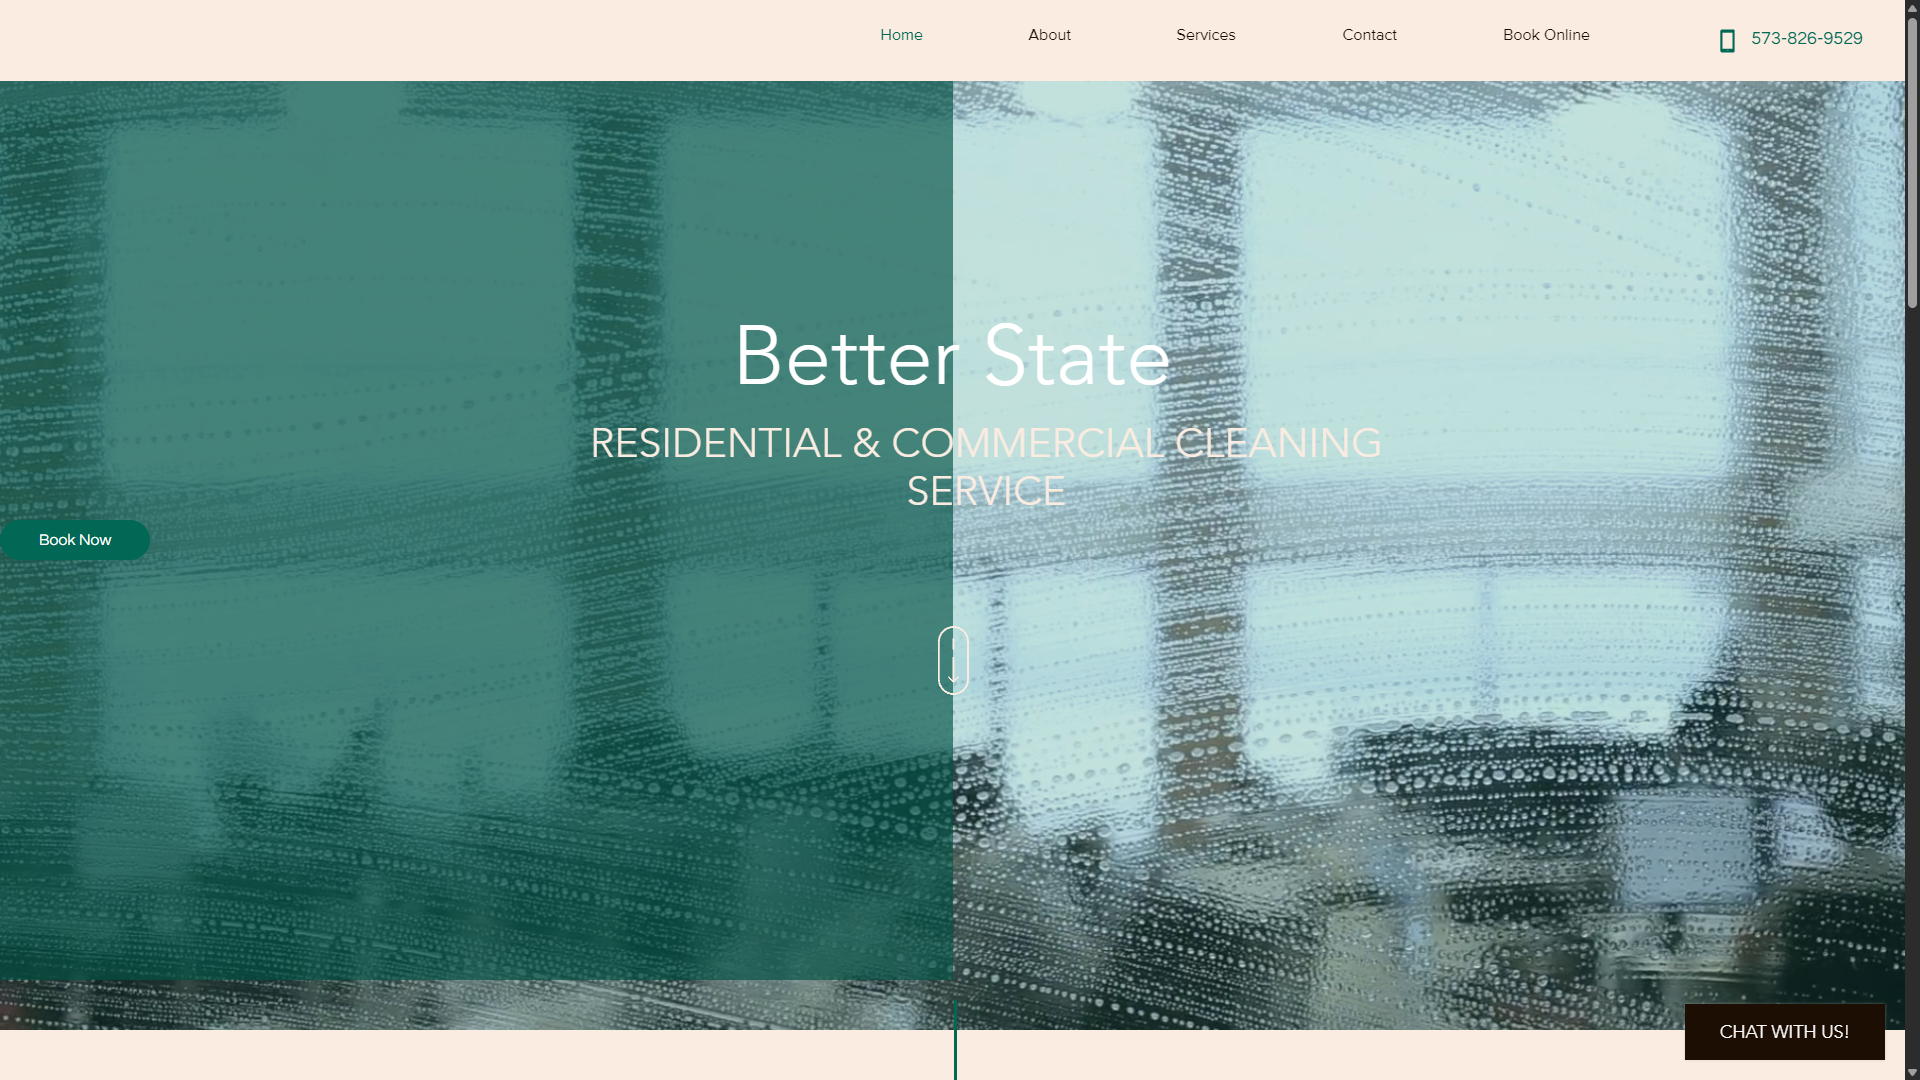 Home
About
Services
Contact
Book Online
573-826-9529
Better State
RESIDENTIAL & COMMERCIAL CLEANING
SERVICE
Book Now
CHAT WITH US!